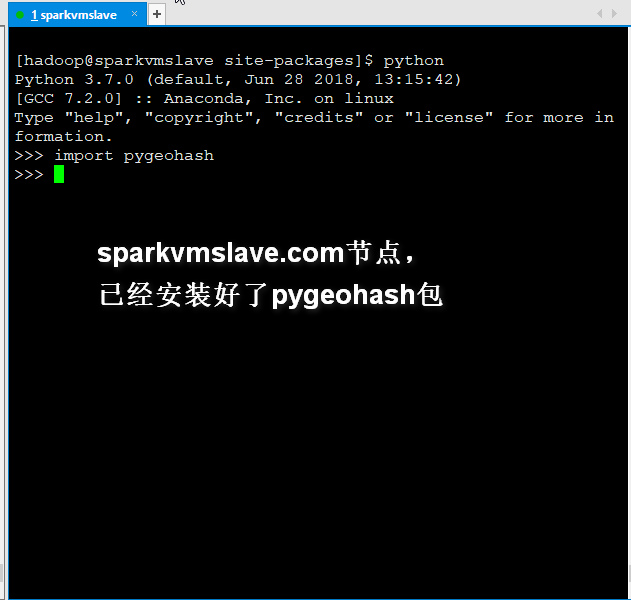 1 sparkvmslave × +
[hadoop@sparkvmslave site-packages]$ python
Python 3.7.0 (default, Jun 28 2018, 13:15:42)
[GCC 7.2.0] :: Anaconda, Inc. on linux
Type "help", "copyright", "credits" or "license" for more in
formation.
>>> import pygeohash
>>>
sparkvmslave.com节点，
已经安装好了pygeohash包